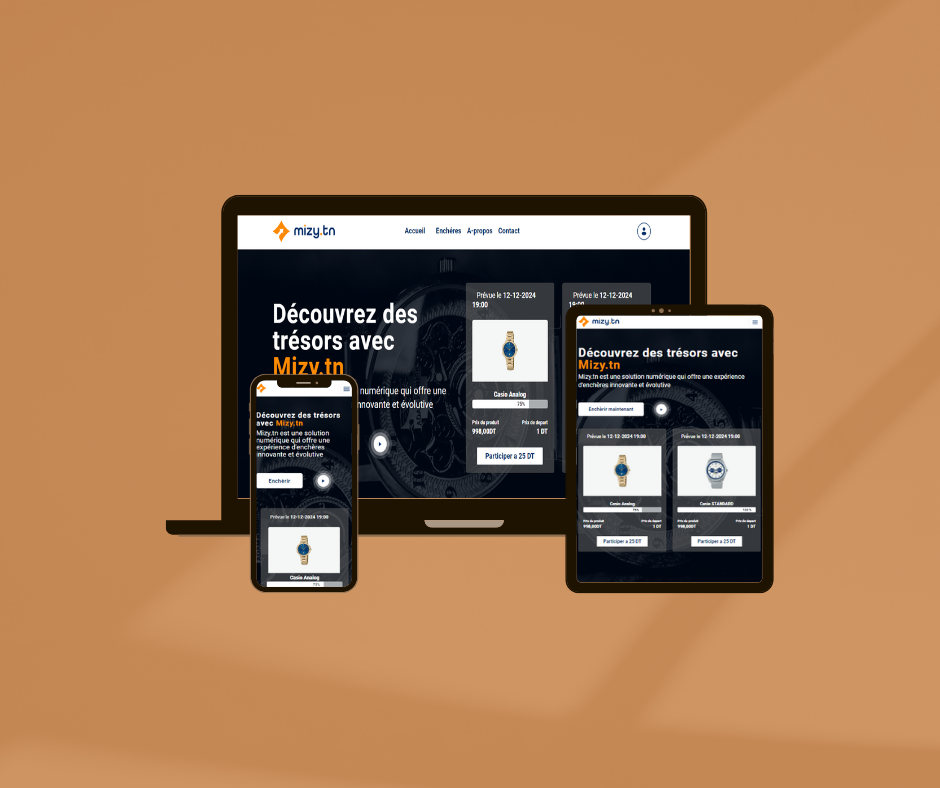 mizy.tn
Accueil Enchéres A-propos Contact
Découvrez des
trésors avec
Mizy.tn
numérique qui offre une
innovante et évolutive
Prévue le 12-12-2024
19:00
Casio Analog
75%
Prix du produit Prix de depart
998,00DT 1 DT
Participer a 25 DT
Prévue le 12-12-2024
19:00
Découvrez des trésors
avec Mizy.tn
Mizy.tn est une solution
numérique qui offre une
expérience d'enchères
innovante et évolutive
Enchérir
Prévue le 12-12-2024 19:00
Casio Analog
75%
mizy.tn
Découvrez des trésors avec
Mizy.tn
Mizy.tn est une solution numérique qui offre une expérience
d'enchères innovante et évolutive
Enchérir maintenant
Prévue le 12-12-2024 19:00
Casio Analog
75%
Prix du produit Prix de depart
998,00DT 1 DT
Participer a 25 DT
Prévue le 12-12-2024 19:00
Casio STANDARD
Prix du produit Prix de depart
998,00DT 1 DT
Participer a 25 DT